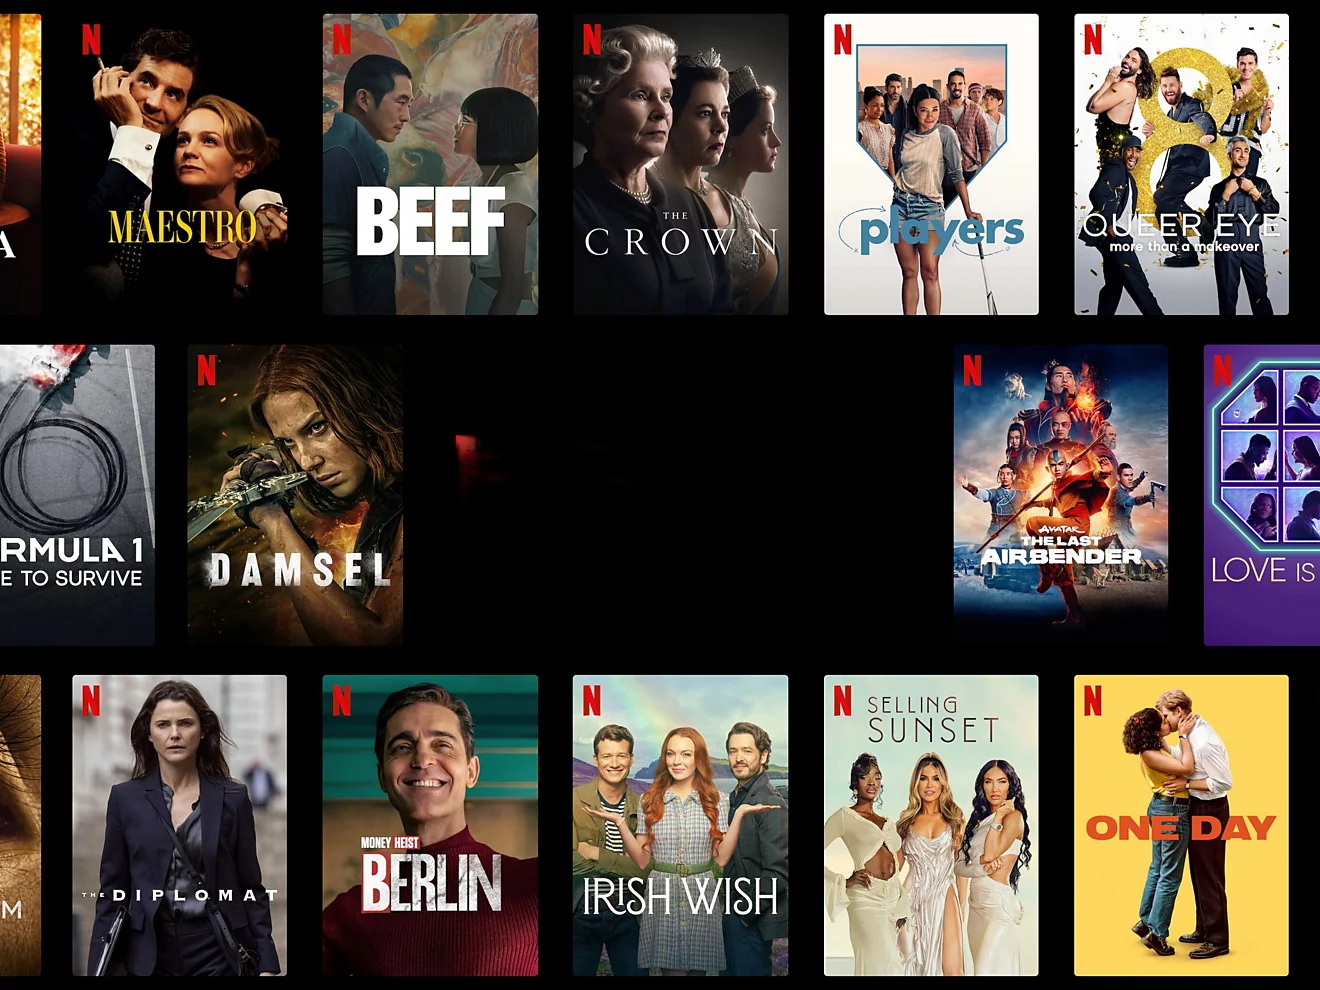 A
N
MAESTRO
N
BEEF
N
THE
CROWN
N
players
N
QUEER EYE
more than a makeover
RMULA 1
E TO SURVIVE
N
DAMSEL
N
AVATAR
THE LAST
AIRBENDER
N
LOVE IS
M
N
THE DIPLOMAT
N
MONEY HEIST
BERLIN
N
IRISH WISH
N
SELLING
SUNSET
N
ONE DAY